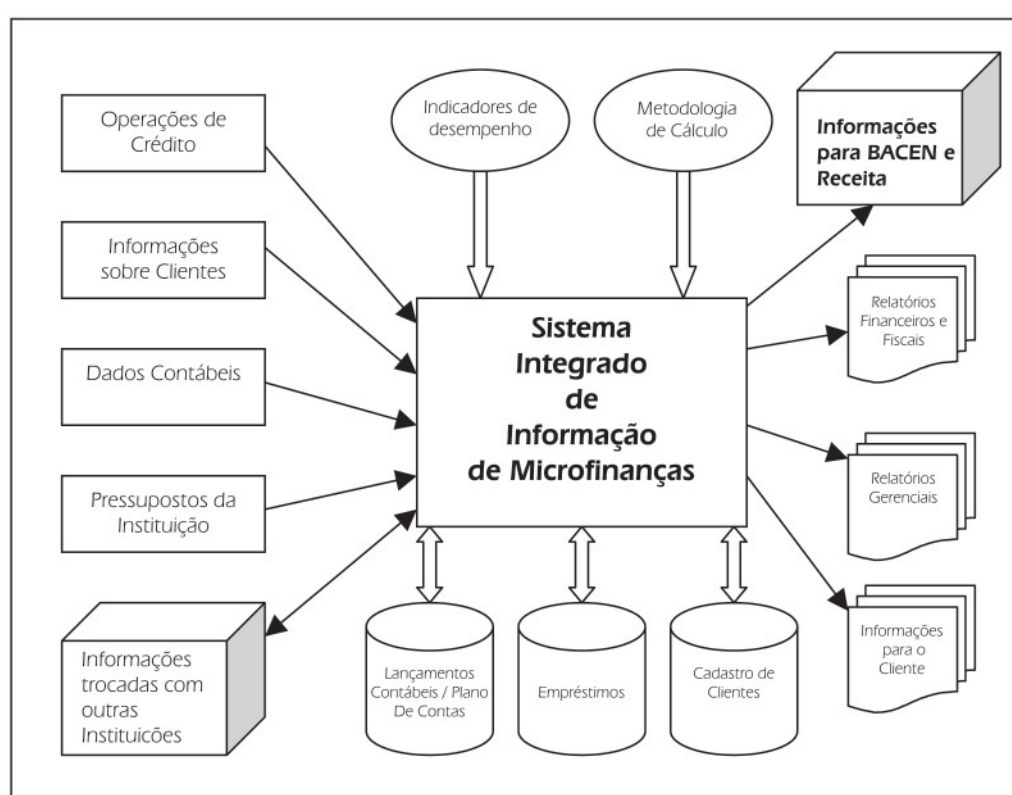 Operações de
Crédito
Indicadores de
desempenho
Metodologia
de Cálculo
Informações
para BACEN e
Receita
Informações
sobre Clientes
Relatórios
Financeiros e
Fiscais
Sistema
Integrado
de
Informação
de Microfinanças
Dados Contábeis
Relatórios
Gerenciais
Pressupostos da
Instituição
Informações
trocadas com
outras
Instituicões
Lançamentos
Contábeis / Plano
De Contas
Empréstimos
Cadastro de
Clientes
Informações
para o
Cliente